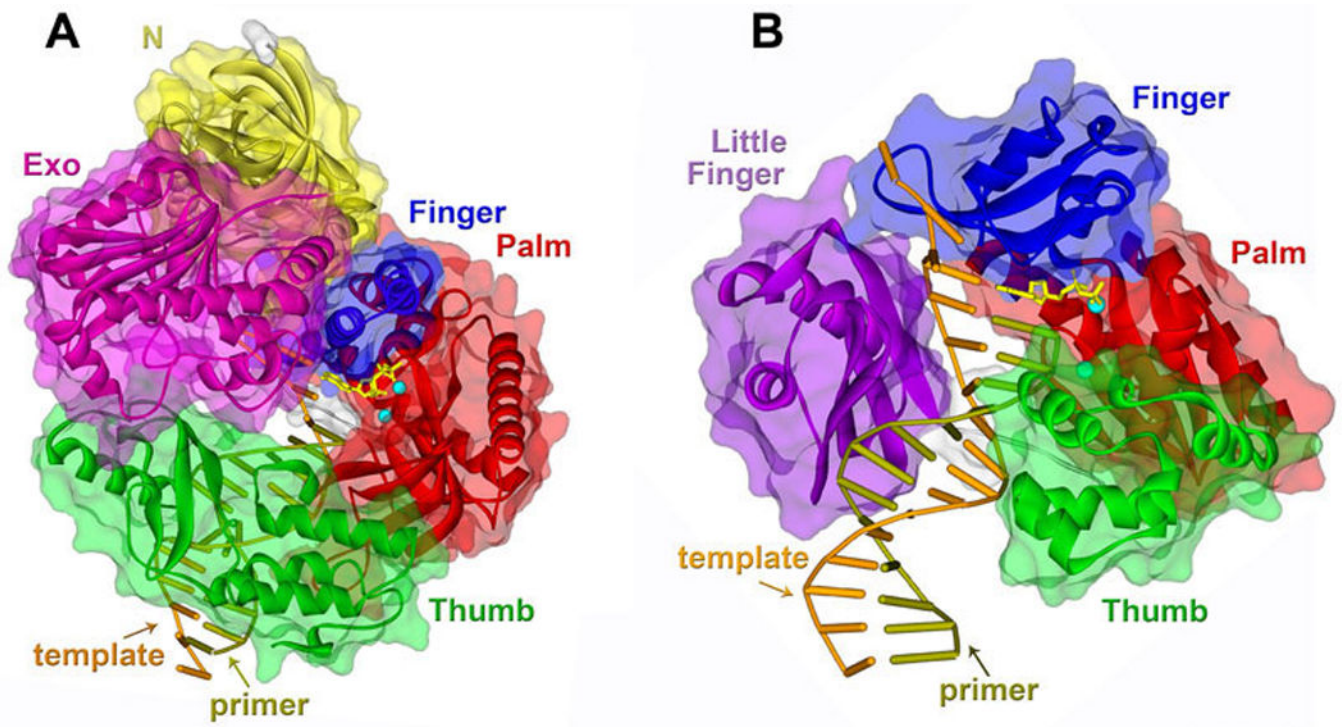 A
N
Exo
Finger
Palm
Thumb
template
primer
B
Finger
Little
Finger
Palm
template
Thumb
primer